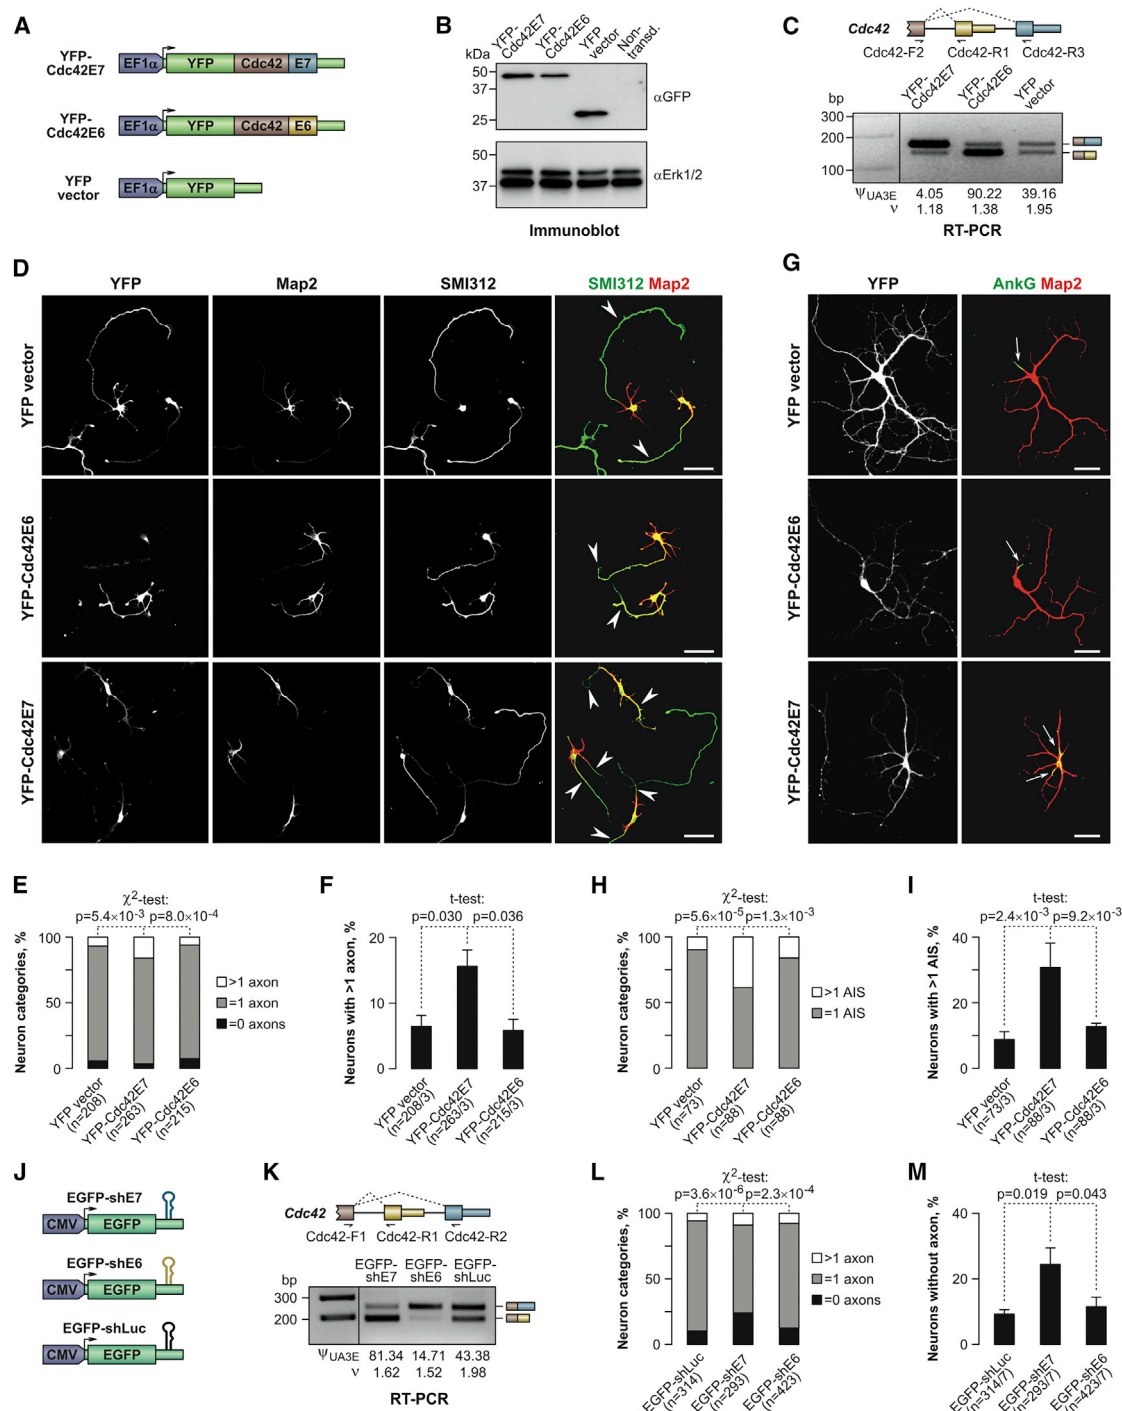 A
YFP-Cdc42E7
EF1α YFP Cdc42 E7
YFP-Cdc42E6
EF1α YFP Cdc42 E6
YFP vector
EF1α YFP
B
YFP-Cdc42E7 YFP-Cdc42E6 YFP vector Non-transd.
kDa
50
37
25
αGFP
50
37
αErk1/2
Immunoblot
C
Cdc42
Cdc42-F2 Cdc42-R1 Cdc42-R3
YFP-Cdc42E7 YFP-Cdc42E6 YFP vector
bp
300
200
100
ΨUA3E 4.05 90.22 39.16
ν 1.18 1.38 1.95
RT-PCR
D
YFP Map2 SMI312 SMI312 Map2
YFP vector
YFP-Cdc42E6
YFP-Cdc42E7
G
YFP AnkG Map2
YFP vector
YFP-Cdc42E6
YFP-Cdc42E7
E
χ2-test:
p=5.4×10-3 p=8.0×10-4
Neuron categories, %
100
50
0
>1 axon
=1 axon
=0 axons
YFP vector (n=208)
YFP-Cdc42E7 (n=263)
YFP-Cdc42E6 (n=215)
F
t-test:
p=0.030 p=0.036
Neurons with >1 axon, %
20
10
0
YFP vector (n=208/3)
YFP-Cdc42E7 (n=263/3)
YFP-Cdc42E6 (n=215/3)
H
χ2-test:
p=5.6×10-5 p=1.3×10-3
Neuron categories, %
100
50
0
>1 AIS
=1 AIS
YFP vector (n=73)
YFP-Cdc42E7 (n=88)
YFP-Cdc42E6 (n=88)
I
t-test:
p=2.4×10-3 p=9.2×10-3
Neurons with >1 AIS, %
40
20
0
YFP vector (n=73/3)
YFP-Cdc42E7 (n=88/3)
YFP-Cdc42E6 (n=88/3)
J
EGFP-shE7
CMV EGFP
EGFP-shE6
CMV EGFP
EGFP-shLuc
CMV EGFP
K
Cdc42
Cdc42-F1 Cdc42-R1 Cdc42-R2
EGFP-shE7 EGFP-shE6 EGFP-shLuc
bp
300
200
ΨUA3E 81.34 14.71 43.38
ν 1.62 1.52 1.98
RT-PCR
L
χ2-test:
p=3.6×10-6 p=2.3×10-4
Neuron categories, %
100
50
0
>1 axon
=1 axon
=0 axons
EGFP-shLuc (n=314)
EGFP-shE7 (n=293)
EGFP-shE6 (n=423)
M
t-test:
p=0.019 p=0.043
Neurons without axon, %
40
20
0
EGFP-shLuc (n=314/7)
EGFP-shE7 (n=293/7)
EGFP-shE6 (n=423/7)